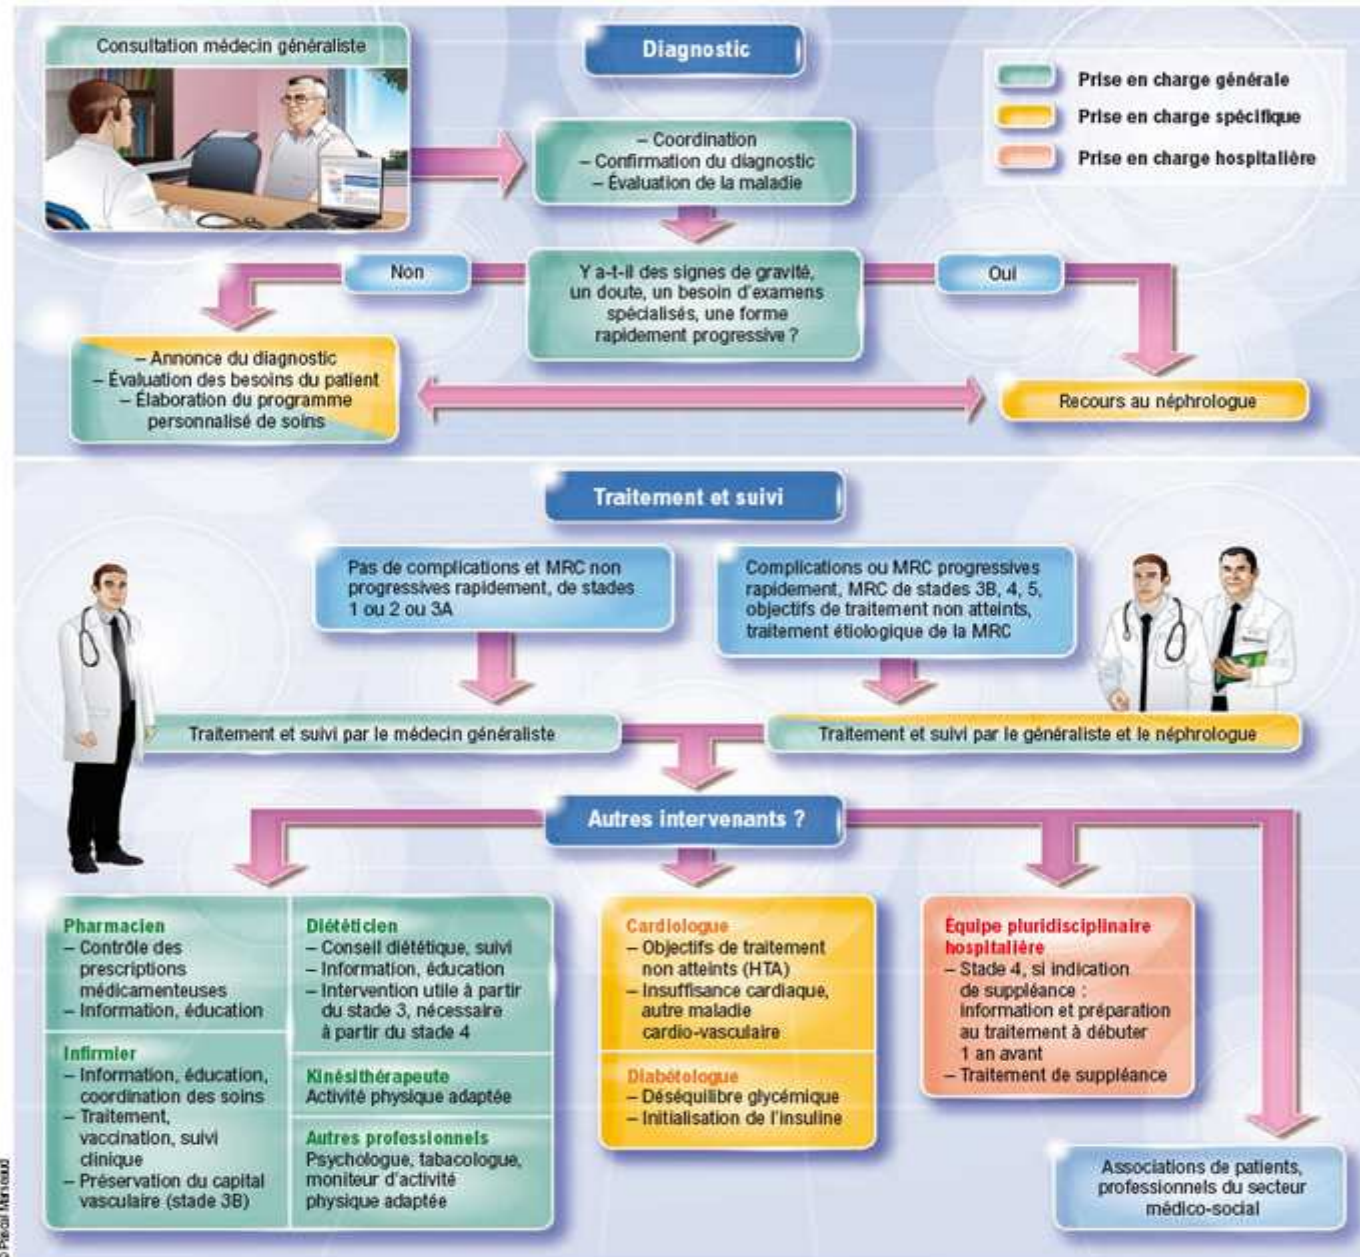 Consultation médecin généraliste
Diagnostic
Prise en charge générale
Prise en charge spécifique
Prise en charge hospitalière
– Coordination
– Confirmation du diagnostic
– Évaluation de la maladie
Non
Y a-t-il des signes de gravité,
un doute, un besoin d'examens
spécialisés, une forme
rapidement progressive ?
Oui
– Annonce du diagnostic
– Évaluation des besoins du patient
– Élaboration du programme
personnalisé de soins
Recours au néphrologue
Traitement et suivi
Pas de complications et MRC non
progressives rapidement, de stades
1 ou 2 ou 3A
Complications ou MRC progressives
rapidement, MRC de stades 3B, 4, 5,
objectifs de traitement non atteints,
traitement étiologique de la MRC
Traitement et suivi par le médecin généraliste
Traitement et suivi par le généraliste et le néphrologue
Autres intervenants ?
Pharmacien
– Contrôle des
prescriptions
médicamenteuses
– Information, éducation
Infirmier
– Information, éducation,
coordination des soins
– Traitement,
vaccination, suivi
clinique
– Préservation du capital
vasculaire (stade 3B)
Diététicien
– Conseil diététique, suivi
– Information, éducation
– Intervention utile à partir
du stade 3, nécessaire
à partir du stade 4
Kinésithérapeute
Activité physique adaptée
Autres professionnels
Psychologue, tabacologue,
moniteur d'activité
physique adaptée
Cardiologue
– Objectifs de traitement
non atteints (HTA)
– Insuffisance cardiaque,
autre maladie
cardio-vasculaire
Diabétologue
– Déséquilibre glycémique
– Initialisation de l'insuline
Équipe pluridisciplinaire
hospitalière
– Stade 4, si indication
de suppléance :
information et préparation
au traitement à débuter
1 an avant
– Traitement de suppléance
Associations de patients,
professionnels du secteur
médico-social
© Pascal